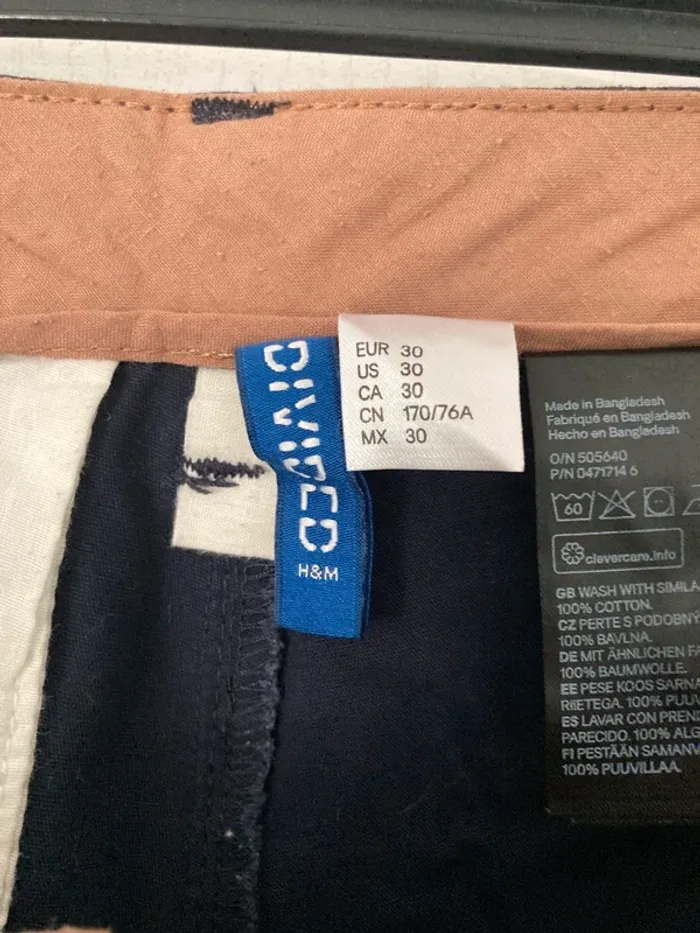 DIVIDED
H&M
EUR 30
US 30
CA 30
CN 170/76A
MX 30
Made in Bangladesh
Fabriqué en Bangladesh
Hecho en Bangladesh
O/N 505640
P/N 0471714 6
60
clevercare.info
GB WASH WITH SIMILA
100% COTTON.
CZ PERTE S PODOBNÝ
100% BAVLNA.
DE MIT ÄHNLICHEN FA
100% BAUMWOLLE.
EE PESE KOOS SARNA
RIIETEGA. 100% PUUV
ES LAVAR CON PREN
PARECIDO. 100% ALG
FI PESTÄÄN SAMANV
100% PUUVILLAA.